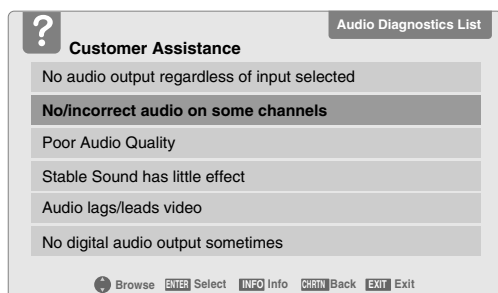 ?
Audio Diagnostics List
Customer Assistance
No audio output regardless of input selected
No/incorrect audio on some channels
Poor Audio Quality
Stable Sound has little effect
Audio lags/leads video
No digital audio output sometimes
Browse ENTER Select INFO Info CHRTN Back EXIT Exit